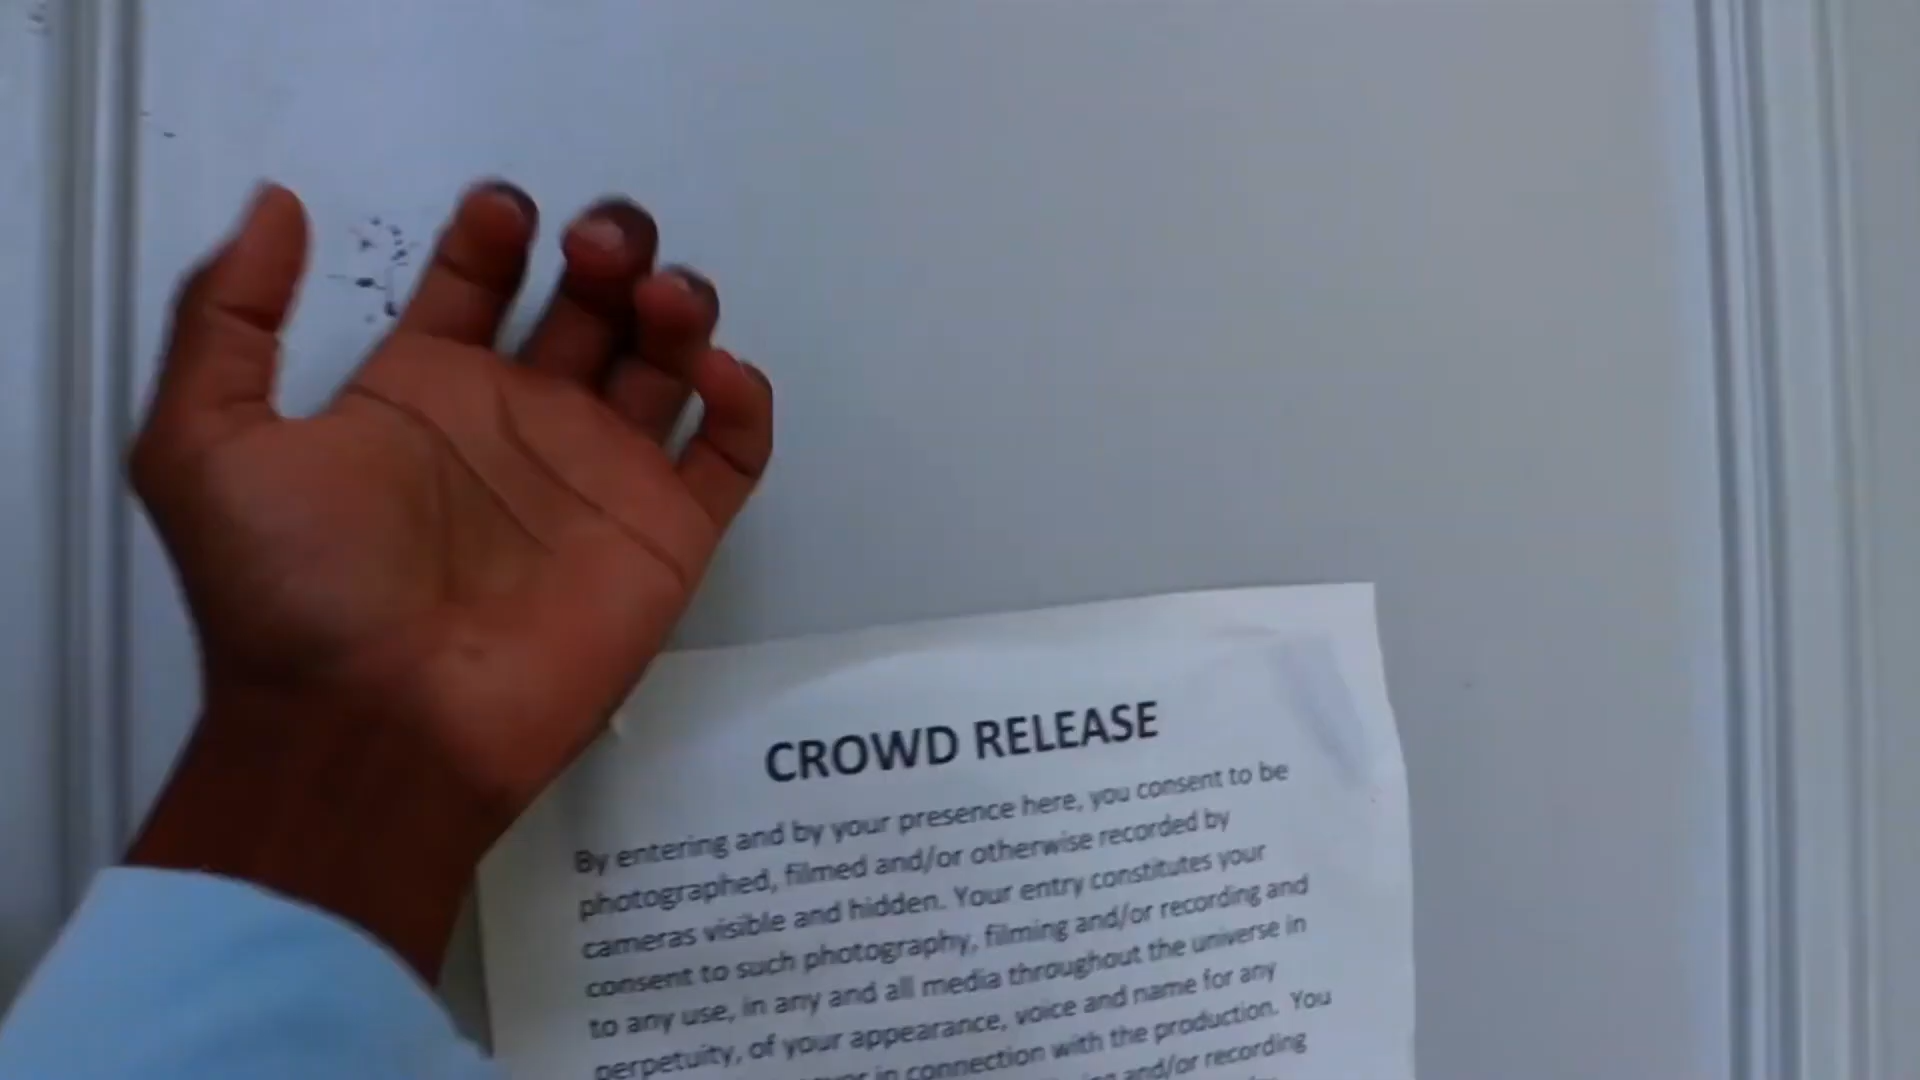 CROWD RELEASE
By entering and by your presence here, you consent to be
photographed, filmed and/or otherwise recorded by
cameras visible and hidden. Your entry constitutes your
consent to such photography, filming and/or recording and
to any use, in any and all media throughout the universe in
perpetuity, of your appearance, voice and name for any
in connection with the production. You
and/or recording